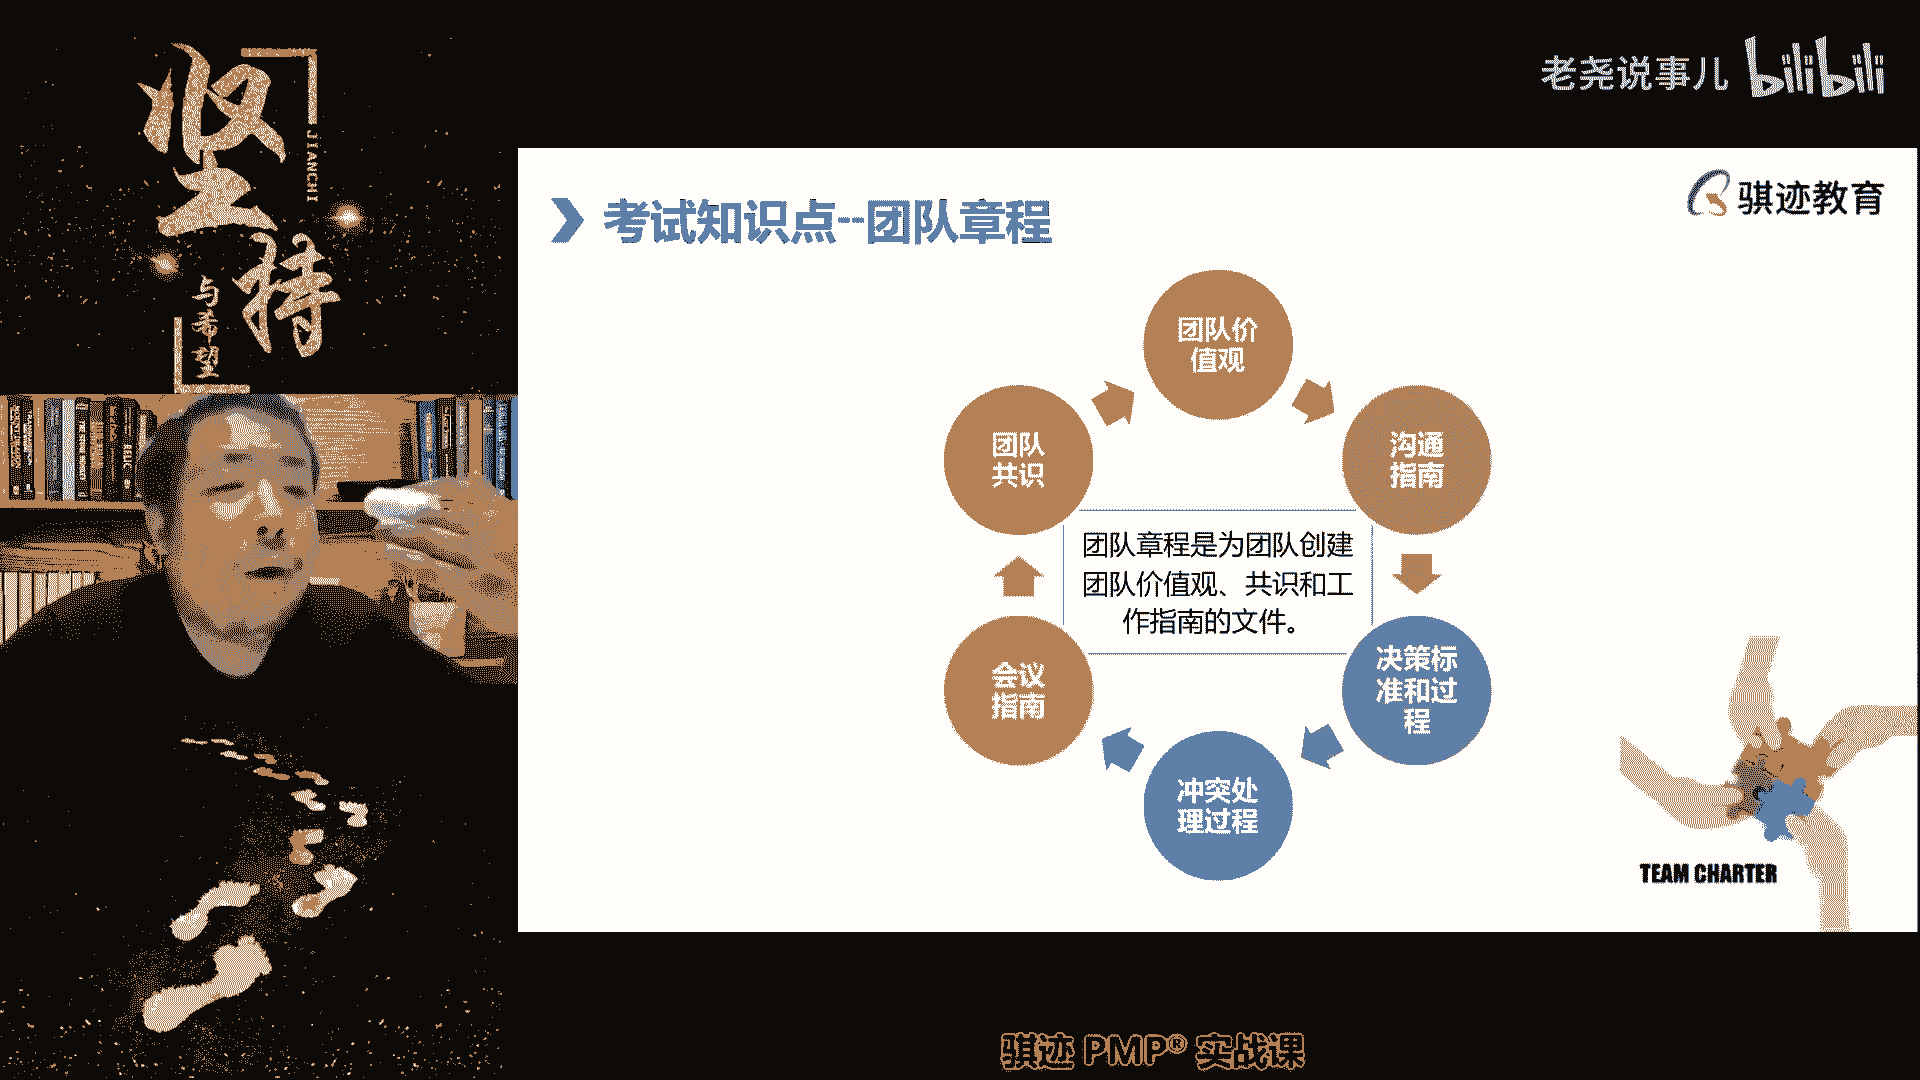 坚持
JIANCHI
与希望
老尧说事儿 bilibili
骐迹教育
考试知识点--团队章程
团队价
值观
团队
共识
沟通
指南
团队章程是为团队创建
团队价值观、共识和工
作指南的文件。
会议
指南
决策标
准和过
程
冲突处
理过程
TEAM CHARTER
骐迹 PMP® 实战课